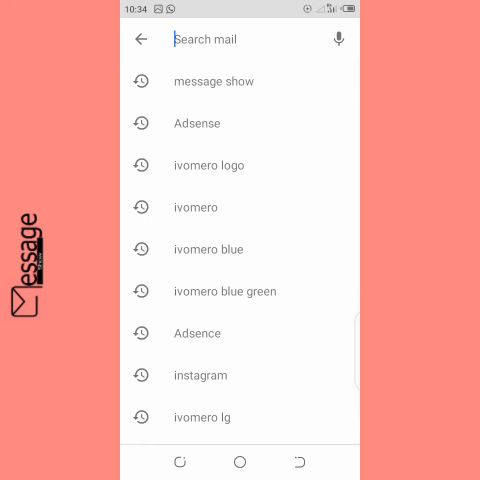 10:34
Search mail
message show
Adsense
ivomero logo
ivomero
ivomero blue
ivomero blue green
Adsence
instagram
ivomero lg
essage